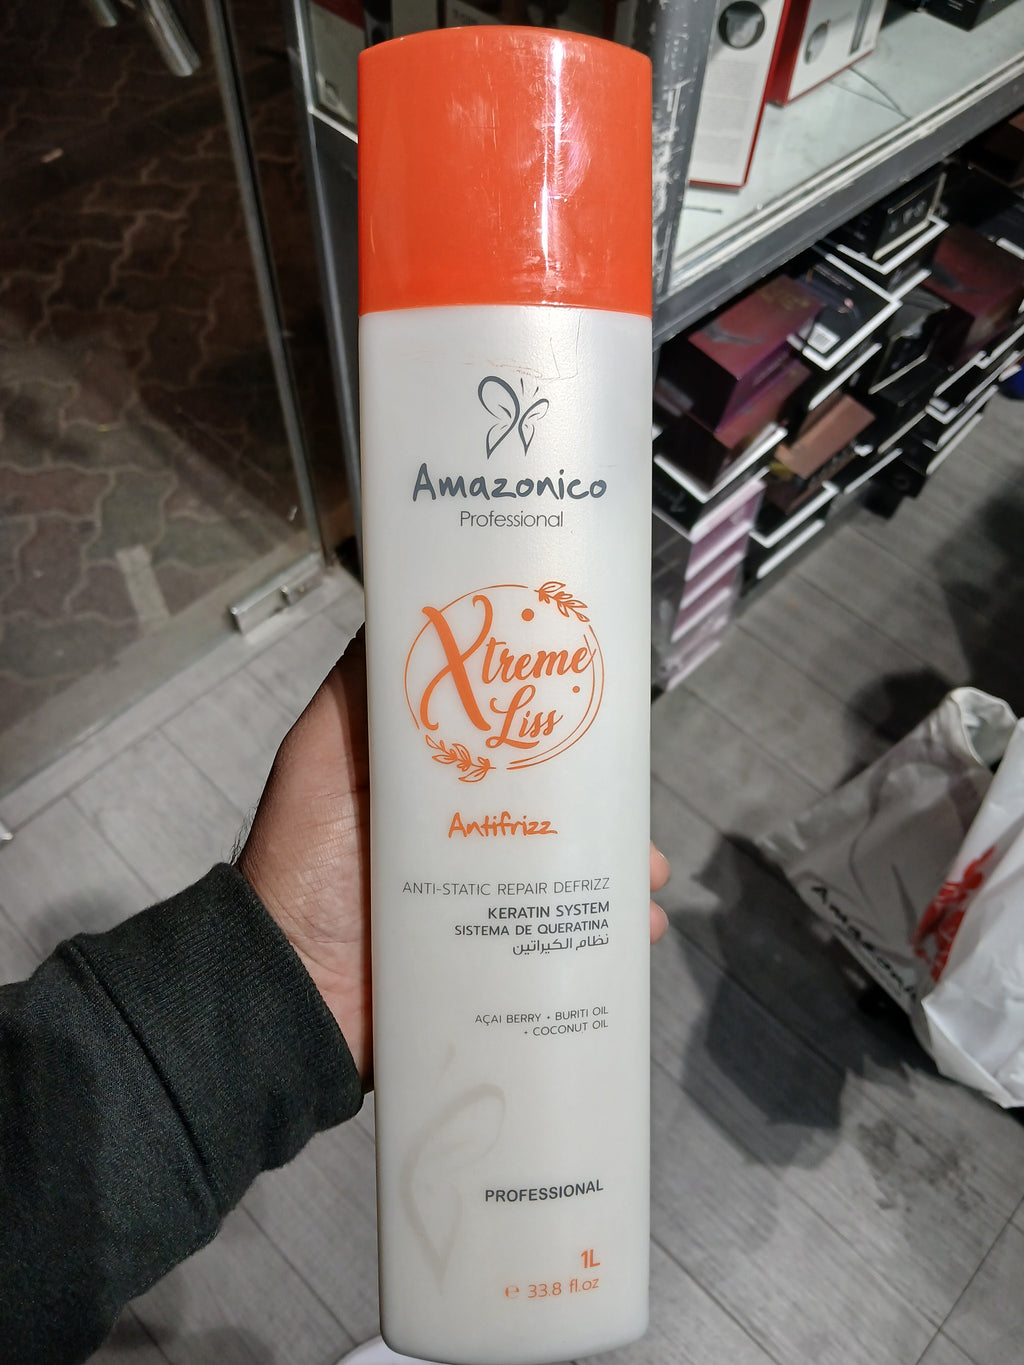 Amazonico
Professional
Xtreme
Liss
Antifrizz
ANTI-STATIC REPAIR DEFRIZZ
KERATIN SYSTEM
SISTEMA DE QUERATINA
نظام الكيراتين
AÇAI BERRY + BURITI OIL
+ COCONUT OIL
PROFESSIONAL
1L
℮ 33.8 fl.oz